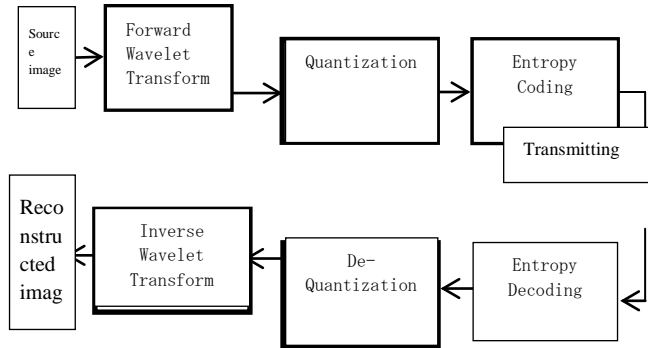 Sourc
e
image
Forward
Wavelet
Transform
Quantization
Entropy
Coding
Transmitting
Reco
nstru
cted
imag
Inverse
Wavelet
Transform
De-
Quantization
Entropy
Decoding